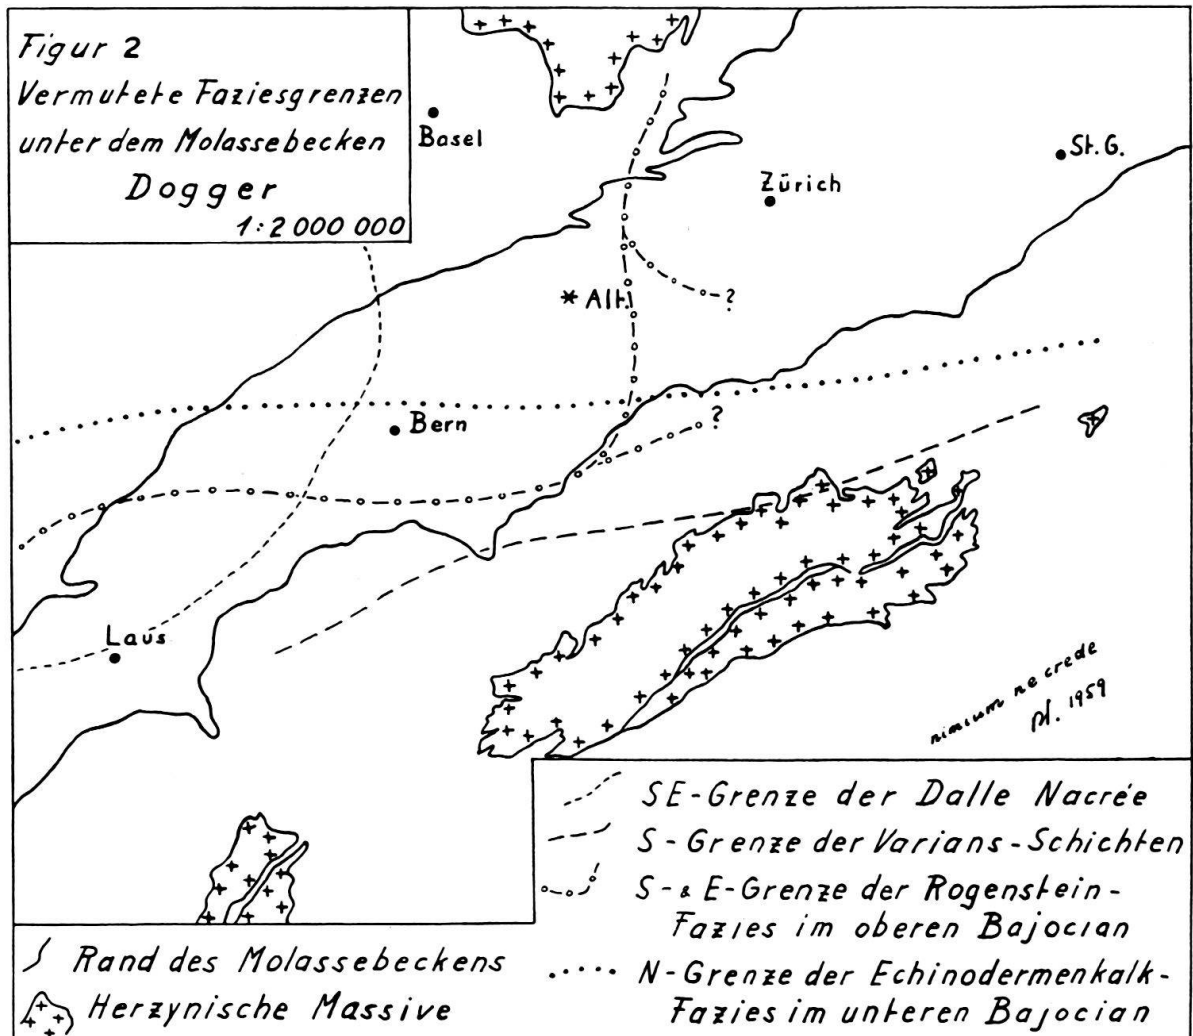 Figur 2
Vermutete Faziesgrenzen
unter dem Molassebecken
Dogger
1:2 000 000
Basel
St. G.
Zürich
?
* Alt.
Bern
?
Laus
nimium ne crede
1959
SE-Grenze der Dalle Nacrée
S-Grenze der Varians-Schichten
S- & E-Grenze der Rogenstein-
Fazies im oberen Bajocian
N-Grenze der Echinodermenkalk-
Fazies im unteren Bajocian
Rand des Molassebeckens
Herzynische Massive